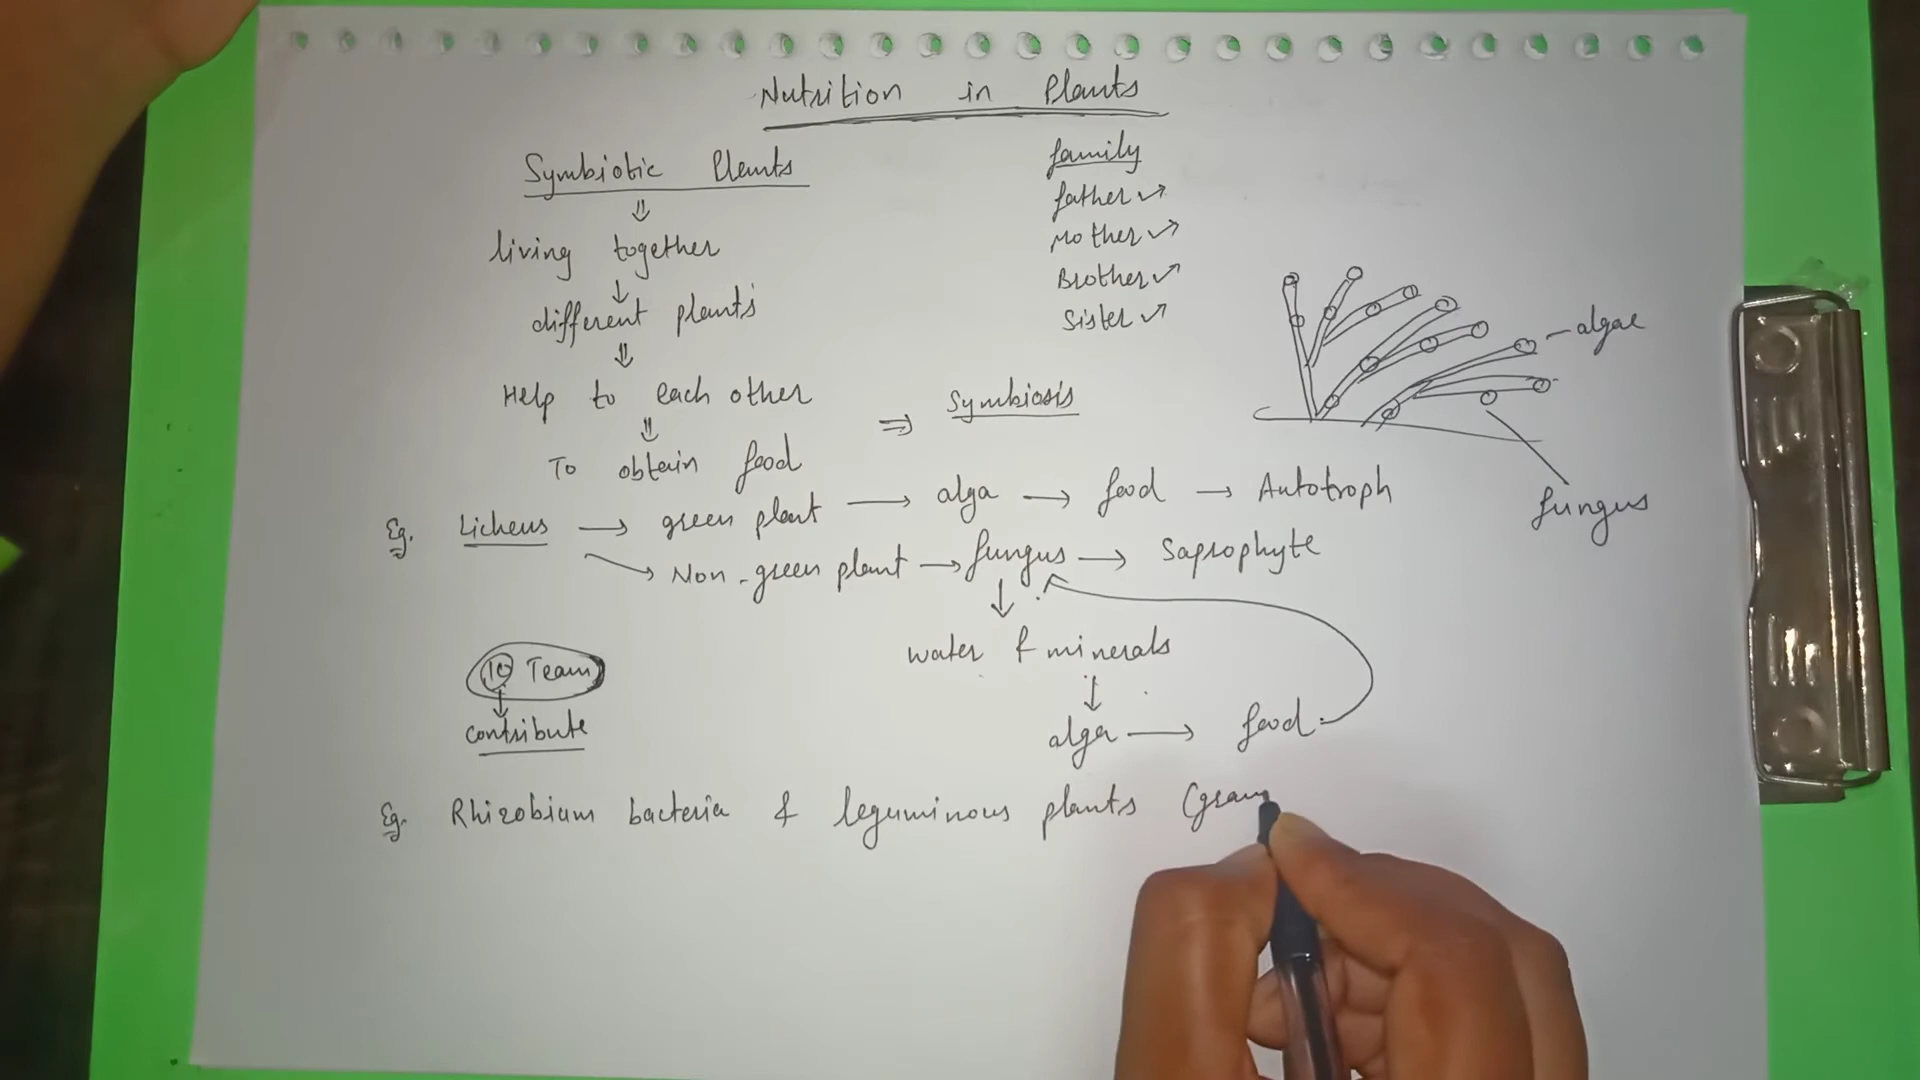 Nutrition in Plants
Symbiotic Plants
⇓
living together
↓
different plants
⇓
Help to each other
⇓
To obtain food
⇒ Symbiosis
family
father ✓
Mother ✓
Brother ✓
Sister ✓
algae
fungus
Eg. Lichens → green plant → alga → food → Autotroph
→ Non-green plant → fungus → Saprophyte
↓
water & minerals
↓
alga → food
10 Team
↓
contribute
Eg. Rhizobium bacteria & leguminous plants (gram